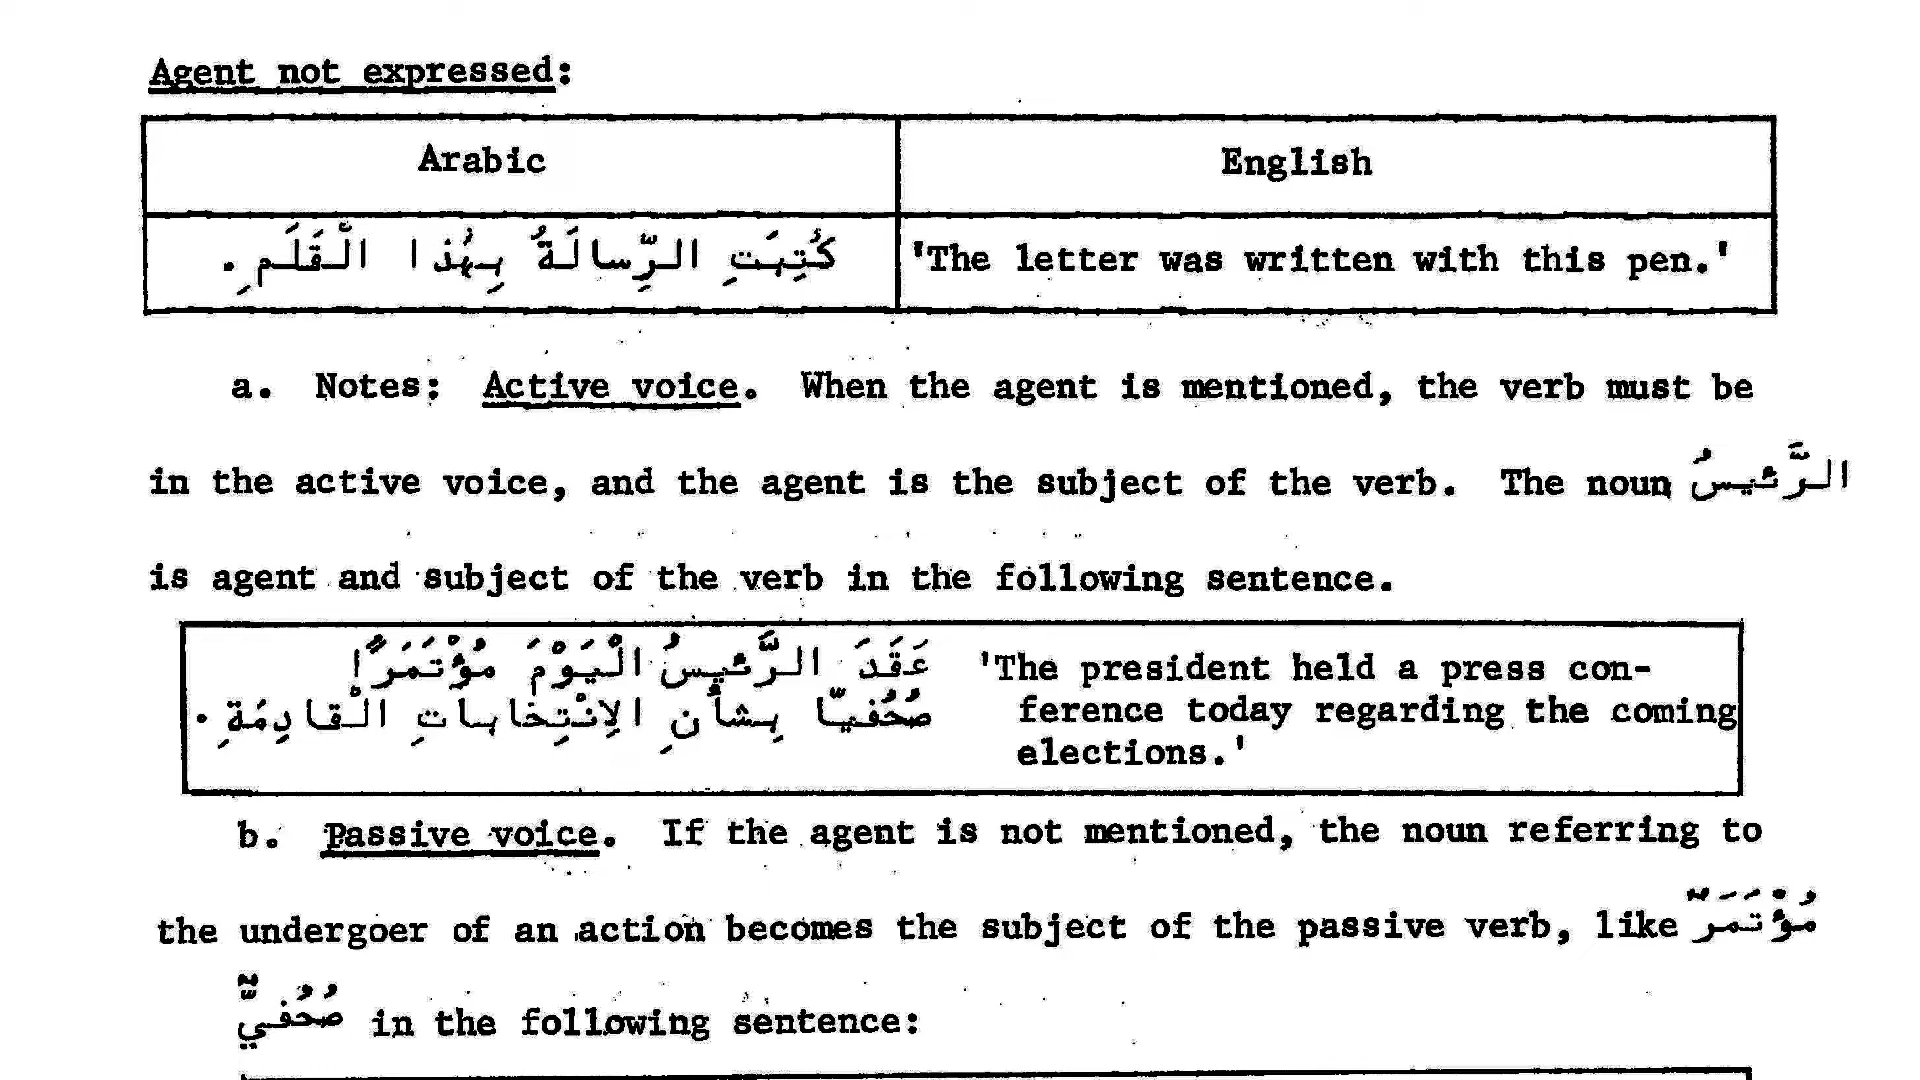 Agent not expressed:
Arabic English
كُتِبَتِ الرِّسالَةُ بِهٰذا الْقَلَمِ . 'The letter was written with this pen.'
a. Notes: Active voice. When the agent is mentioned, the verb must be
in the active voice, and the agent is the subject of the verb. The noun الرَّئيسُ
is agent and subject of the verb in the following sentence.
عَقَدَ الرَّئيسُ الْيَوْمَ مُؤْتَمَرًا 'The president held a press con-
صُحُفيّا بِشأْنِ الاِنْتِخاباتِ الْقادِمَةِ . ference today regarding the coming
elections.'
b. Passive voice. If the agent is not mentioned, the noun referring to
the undergoer of an action becomes the subject of the passive verb, like مُؤْتَمَرٌ
صُحُفيٌّ in the following sentence: